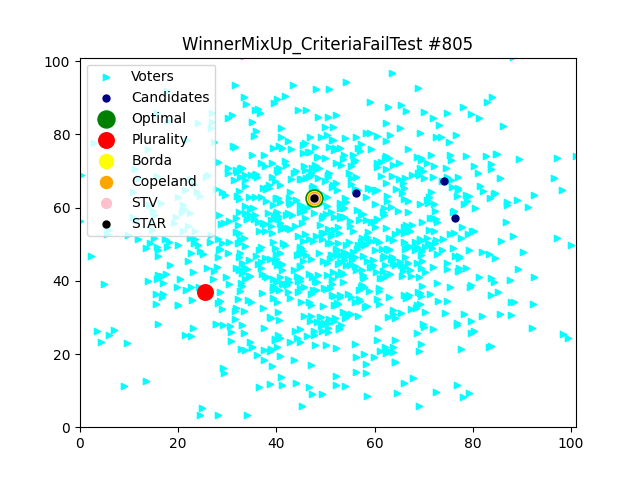 WinnerMixUp_CriteriaFailTest #805
100
80
60
40
20
0
0 20 40 60 80 100
Voters
Candidates
Optimal
Plurality
Borda
Copeland
STV
STAR